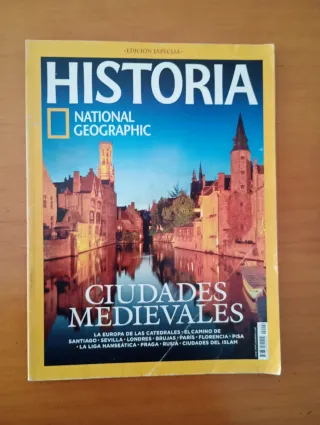 ·EDICIÓN ESPECIAL·
HISTORIA
NATIONAL
GEOGRAPHIC
CIUDADES
MEDIEVALES
LA EUROPA DE LAS CATEDRALES · EL CAMINO DE
SANTIAGO · SEVILLA · LONDRES · BRUJAS · PARÍS · FLORENCIA · PISA
· LA LIGA HANSEÁTICA · PRAGA · RUSIA · CIUDADES DEL ISLAM